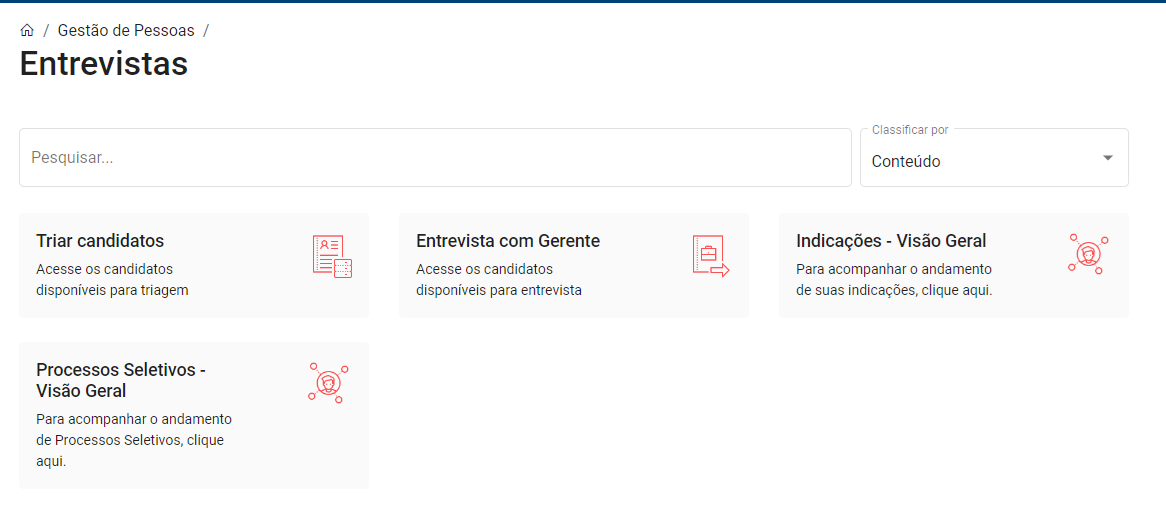 / Gestão de Pessoas /
Entrevistas
Pesquisar...
Classificar por
Conteúdo
Triar candidatos
Acesse os candidatos
disponíveis para triagem
Entrevista com Gerente
Acesse os candidatos
disponíveis para entrevista
Indicações - Visão Geral
Para acompanhar o andamento
de suas indicações, clique aqui.
Processos Seletivos -
Visão Geral
Para acompanhar o andamento
de Processos Seletivos, clique
aqui.